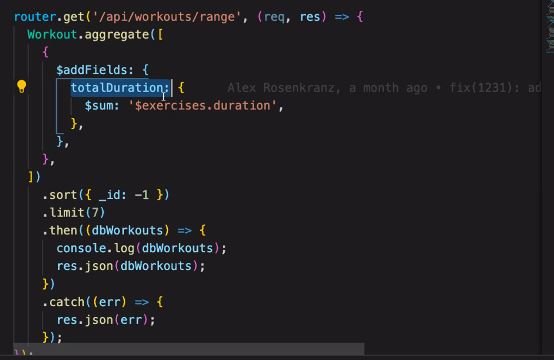 router.get('/api/workouts/range', (req, res) => {
  Workout.aggregate([
    {
      $addFields: {
        totalDuration: { Alex Rosenkranz, a month ago • fix(1231): ad
          $sum: '$exercises.duration',
        },
      },
    },
  ])
    .sort({ _id: -1 })
    .limit(7)
    .then((dbWorkouts) => {
      console.log(dbWorkouts);
      res.json(dbWorkouts);
    })
    .catch((err) => {
      res.json(err);
    });
});